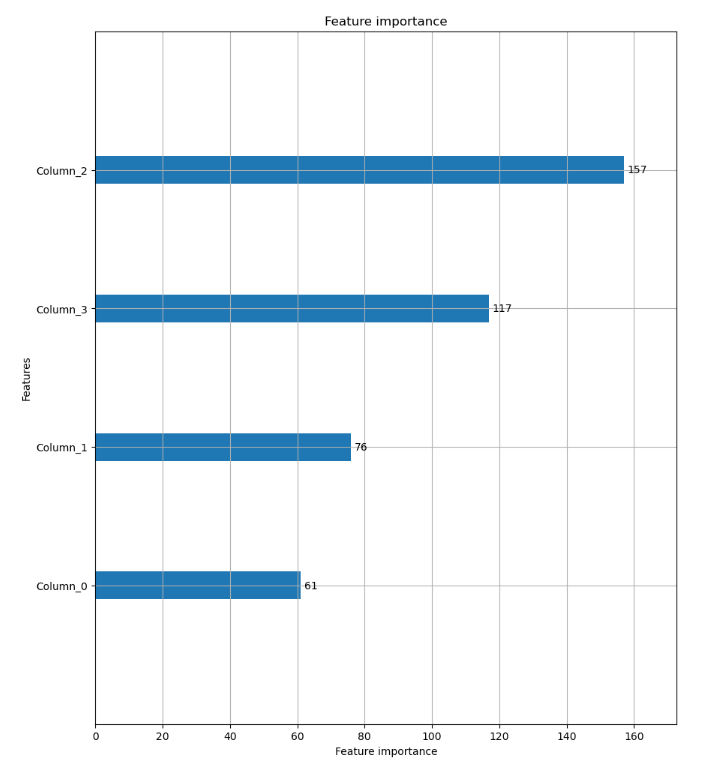 Feature importance
Column_2
157
Column_3
117
Features
Column_1
76
Column_0
61
0 20 40 60 80 100 120 140 160
Feature importance